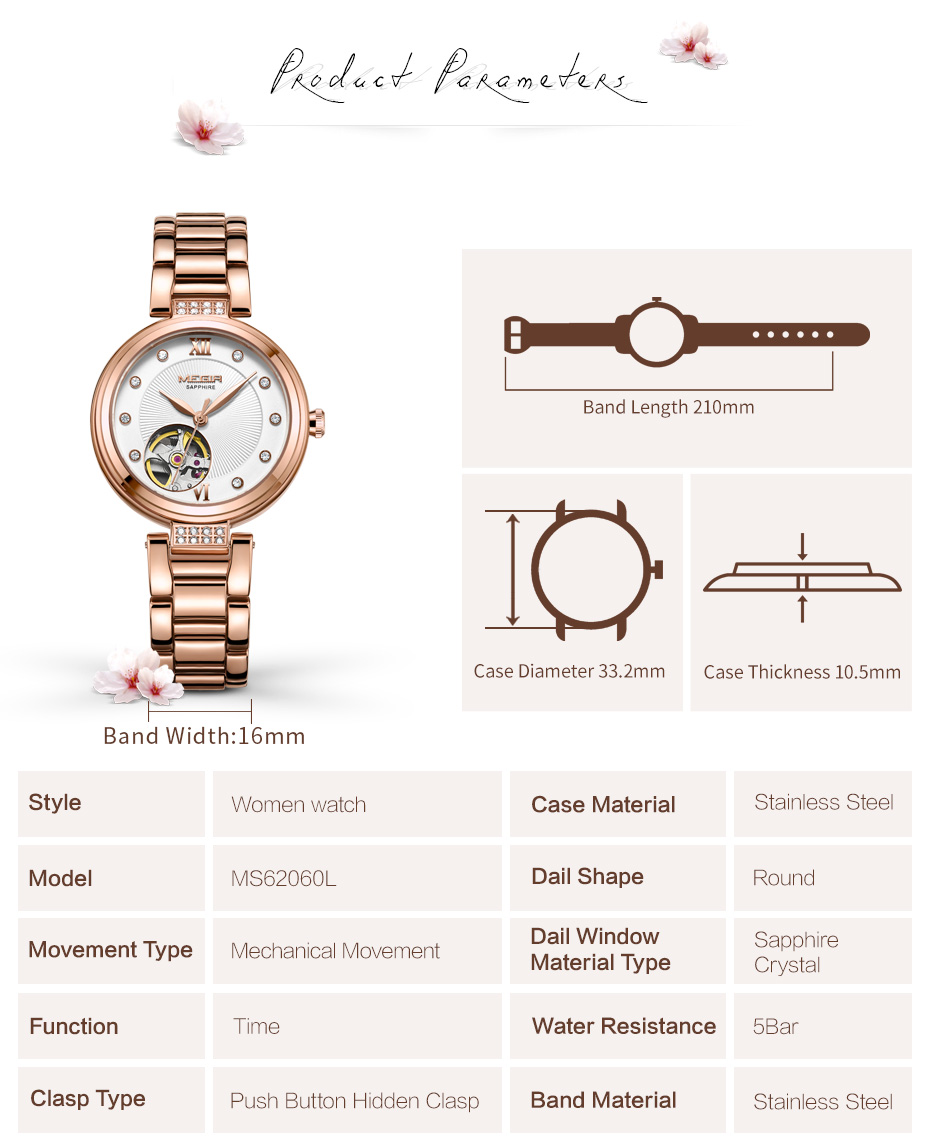 Product Parameters
XII
MEGIR
SAPPHIRE
VI
Band Length 210mm
Case Diameter 33.2mm
Case Thickness 10.5mm
Band Width:16mm
Style
Women watch
Case Material
Stainless Steel
Model
MS62060L
Dail Shape
Round
Movement Type
Mechanical Movement
Dail Window
Material Type
Sapphire
Crystal
Function
Time
Water Resistance
5Bar
Clasp Type
Push Button Hidden Clasp
Band Material
Stainless Steel